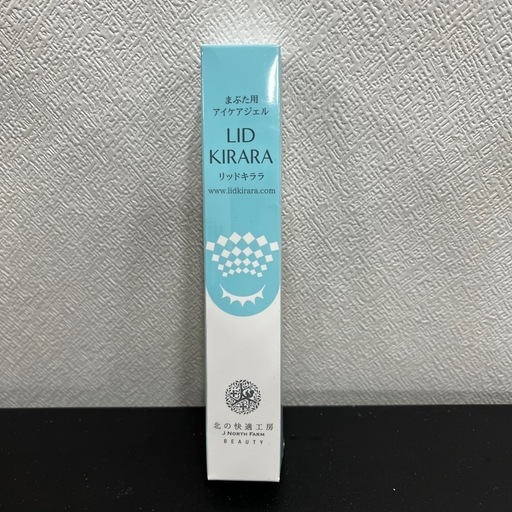 まぶた用
アイケアジェル
LID
KIRARA
リッドキララ
www.lidkirara.com
北の快適工房
J NORTH FARM
BEAUTY